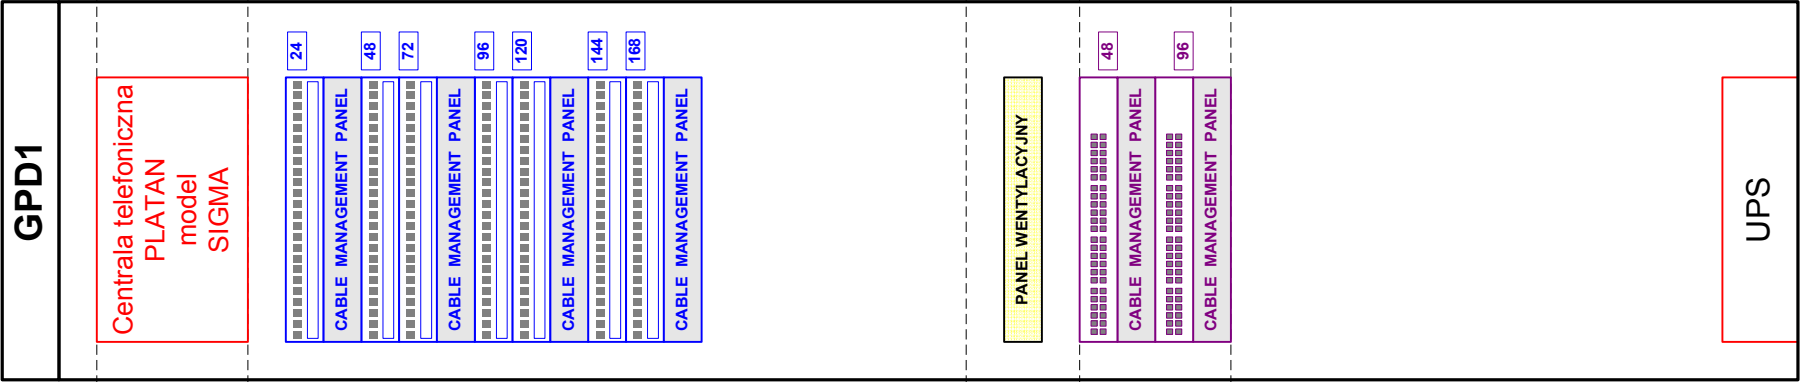 GPD1
Centrala telefoniczna
PLATAN
model
SIGMA
24
CABLE MANAGEMENT PANEL
48
72
CABLE MANAGEMENT PANEL
96
120
CABLE MANAGEMENT PANEL
144
168
CABLE MANAGEMENT PANEL
PANEL WENTYLACYJNY
48
CABLE MANAGEMENT PANEL
96
CABLE MANAGEMENT PANEL
UPS